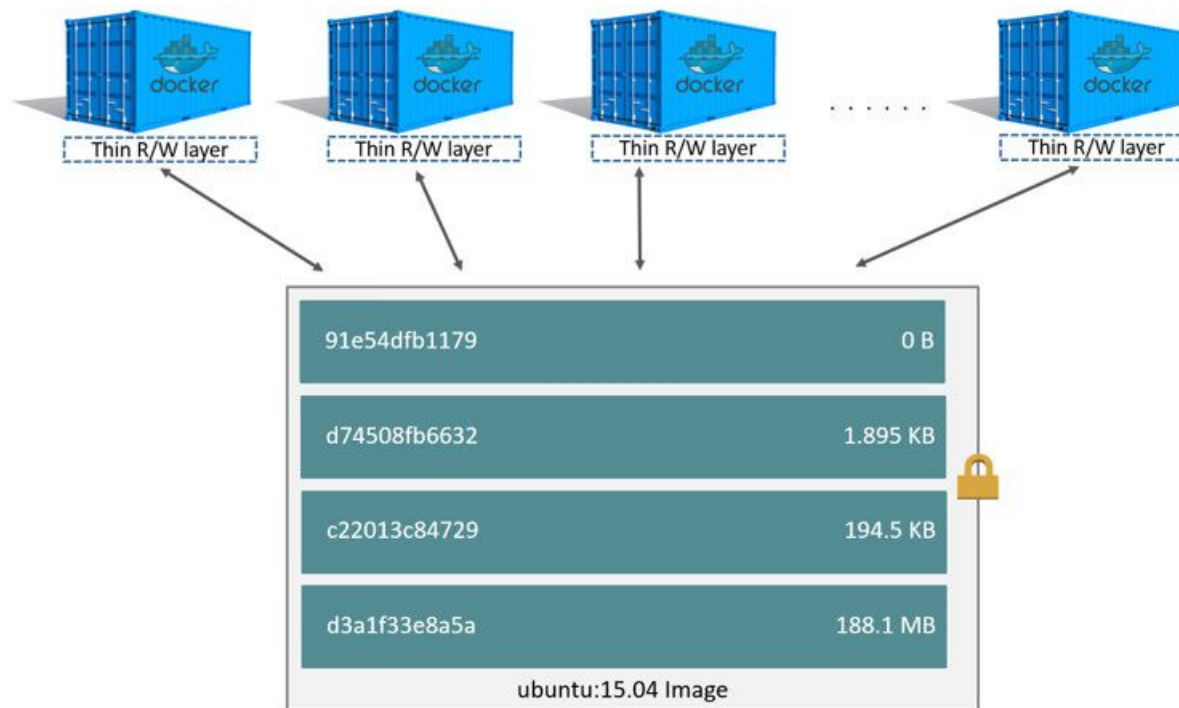 docker
docker
docker
docker
. . . . . .
Thin R/W layer
Thin R/W layer
Thin R/W layer
Thin R/W layer
91e54dfb1179 0 B
d74508fb6632 1.895 KB
c22013c84729 194.5 KB
d3a1f33e8a5a 188.1 MB
ubuntu:15.04 Image